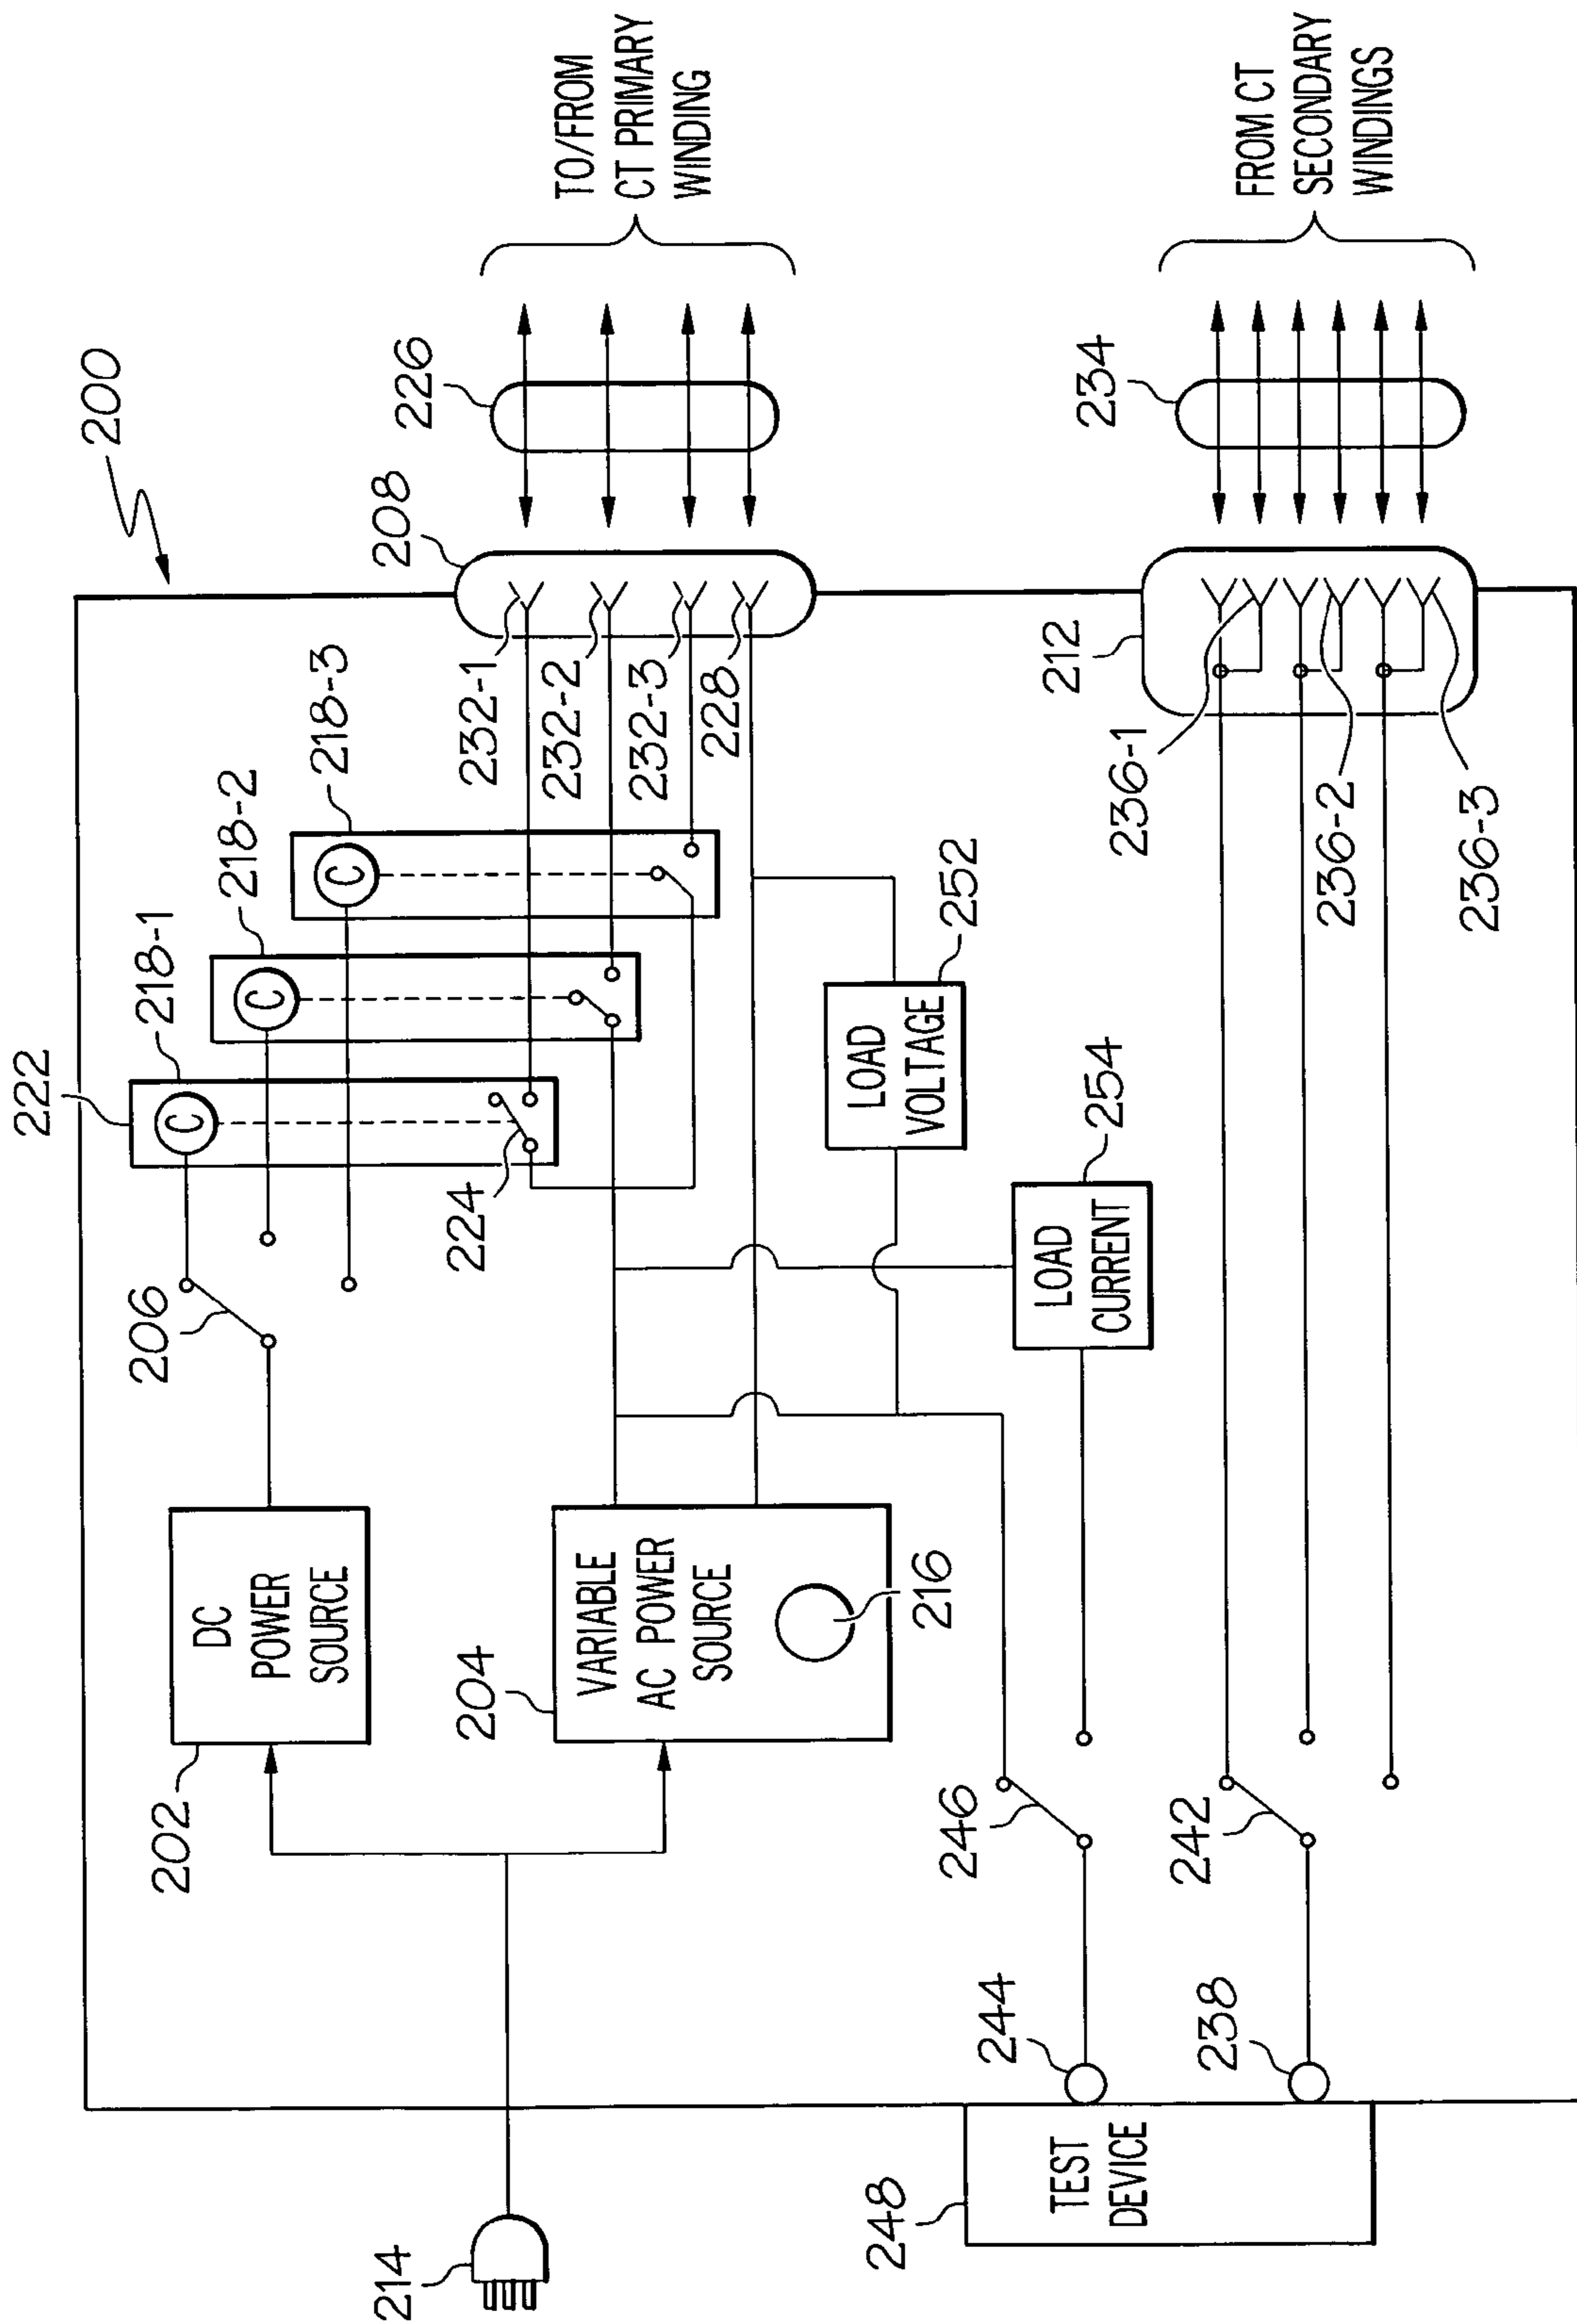 200
222
218-1
218-2
218-3
C
C
C
206
202
DC
POWER
SOURCE
224
232-1
232-2
232-3
228
208
226
TO/FROM
CT PRIMARY
WINDING
214
204
VARIABLE
AC POWER
SOURCE
216
LOAD
VOLTAGE
252
LOAD
CURRENT
254
212
234
FROM CT
SECONDARY
WINDINGS
236-1
236-2
236-3
246
242
244
238
248
TEST
DEVICE